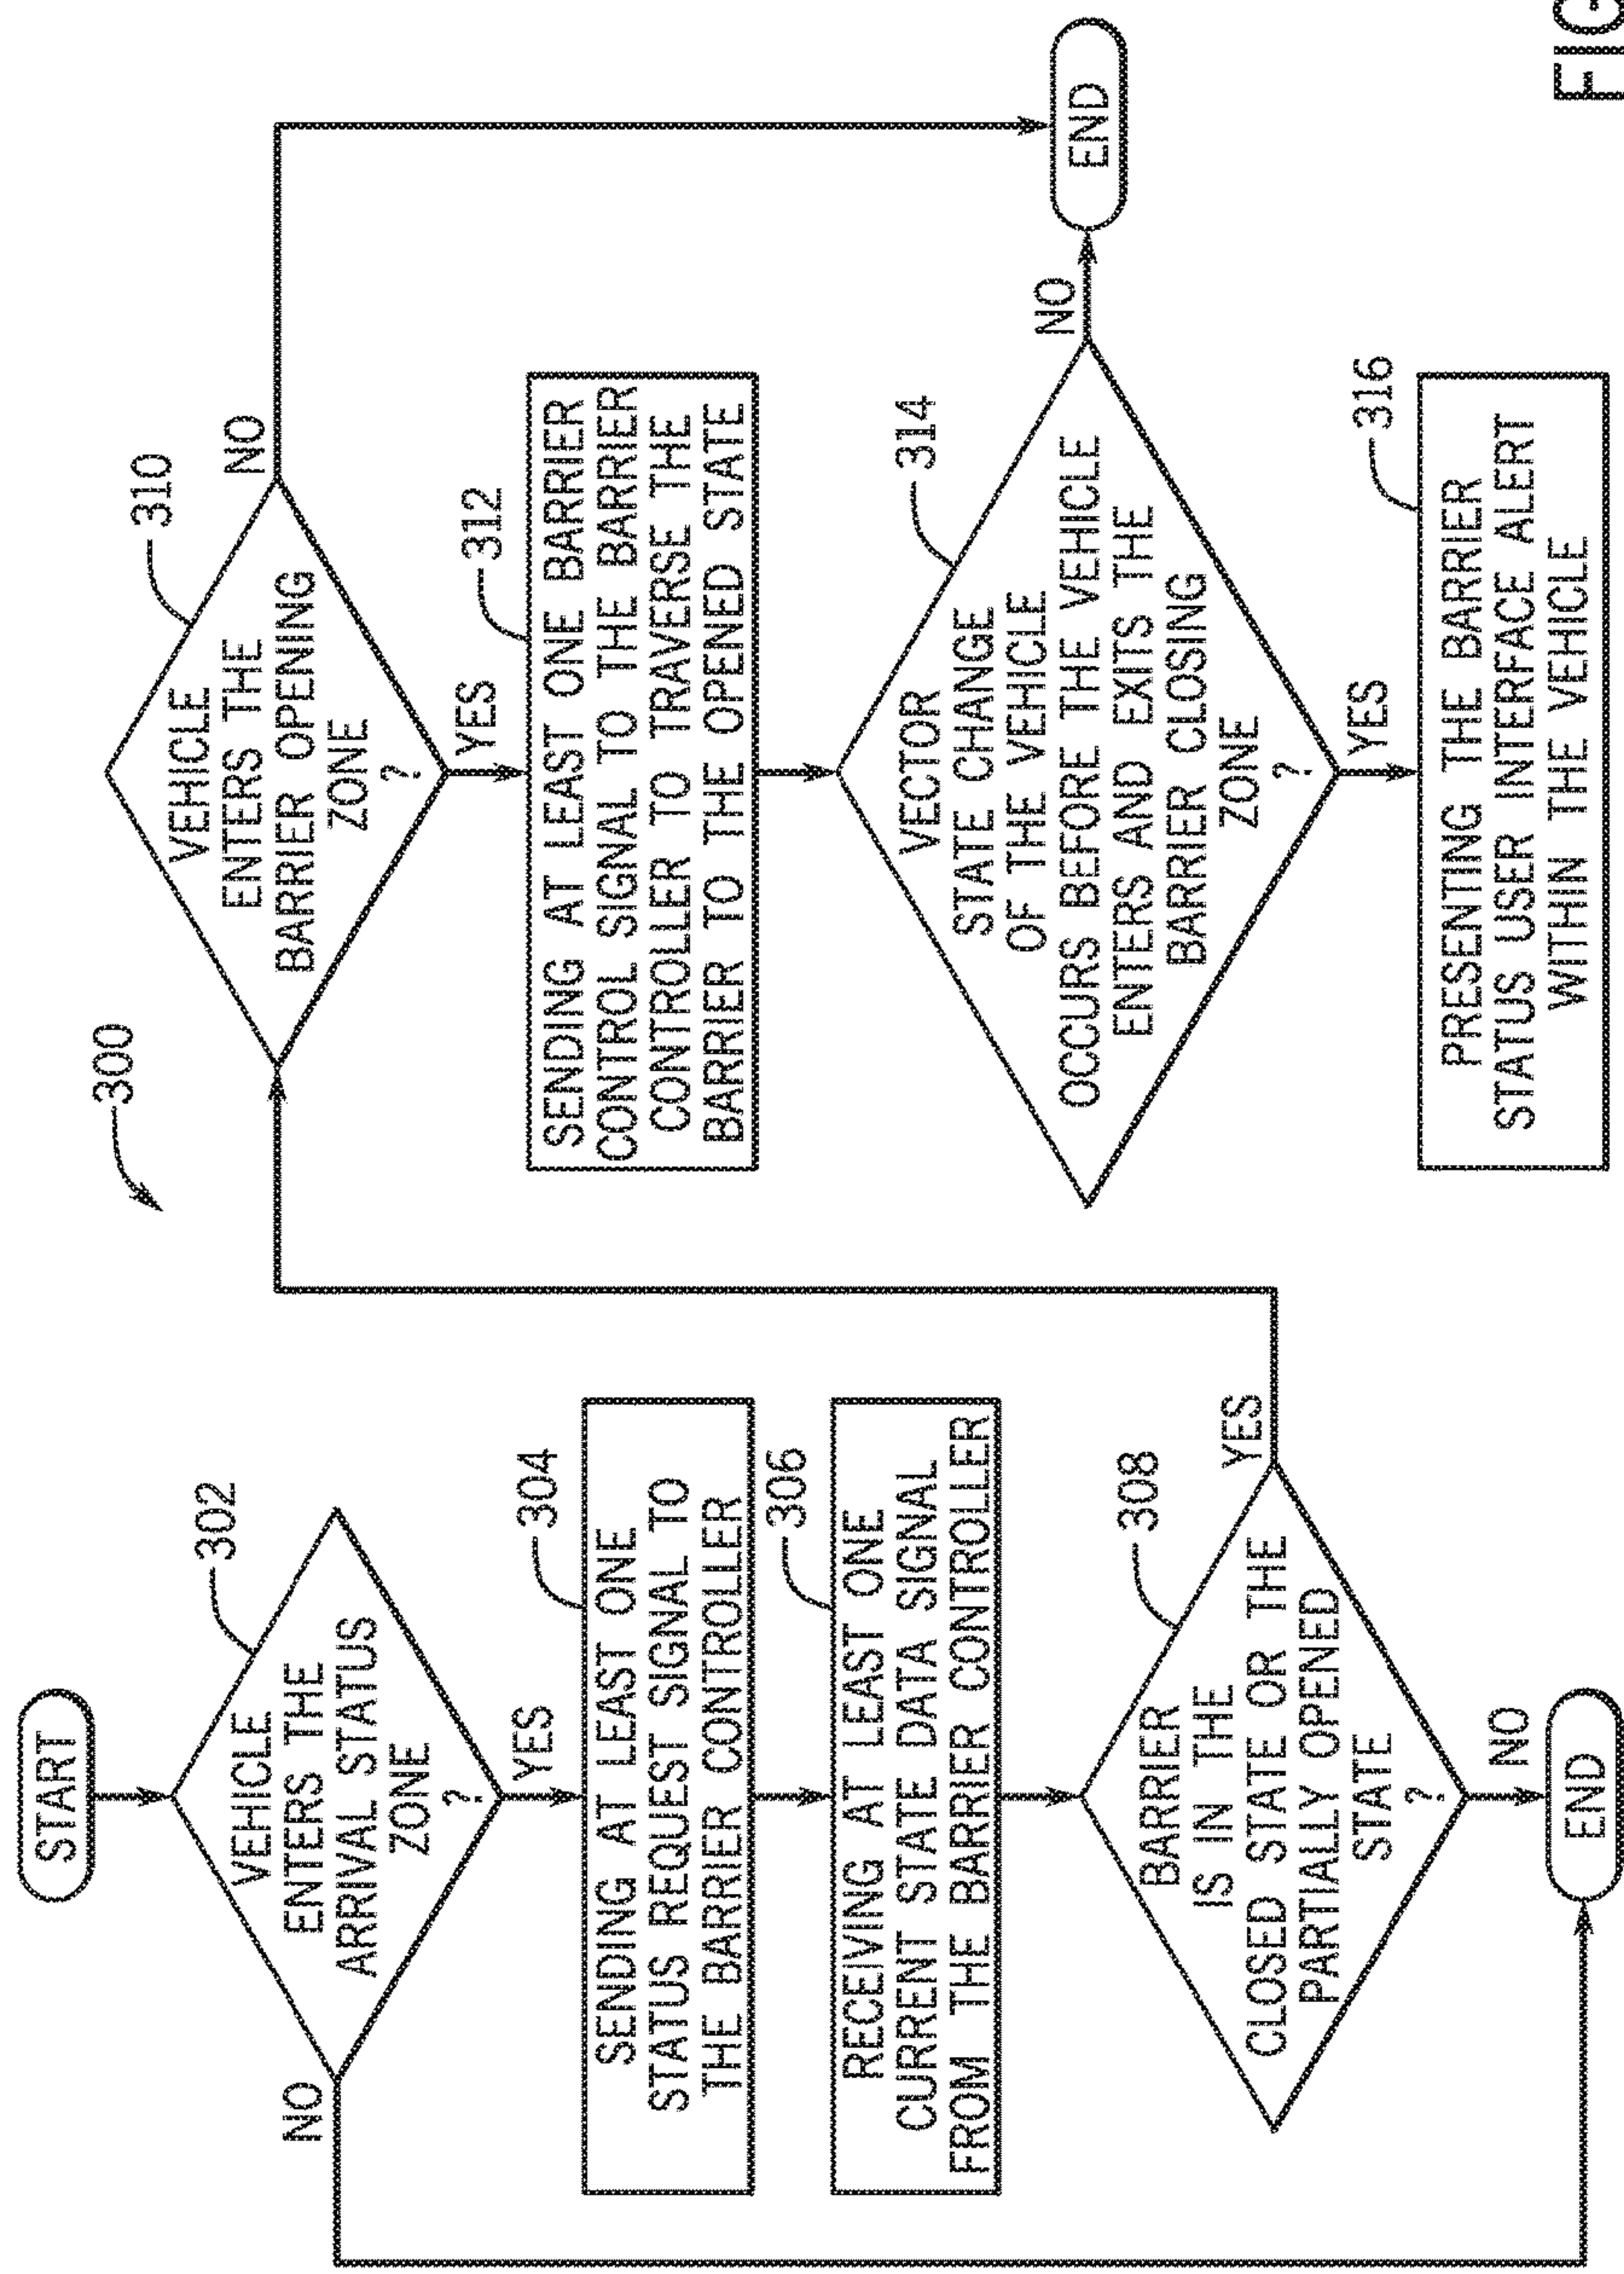 300
START
302
VEHICLE
ENTERS THE
ARRIVAL STATUS
ZONE
?
NO
YES
304
SENDING AT LEAST ONE
STATUS REQUEST SIGNAL TO
THE BARRIER CONTROLLER
306
RECEIVING AT LEAST ONE
CURRENT STATE DATA SIGNAL
FROM THE BARRIER CONTROLLER
308
BARRIER
IS IN THE
CLOSED STATE OR THE
PARTIALLY OPENED
STATE
?
YES
NO
END
310
VEHICLE
ENTERS THE
BARRIER OPENING
ZONE
?
NO
YES
312
SENDING AT LEAST ONE BARRIER
CONTROL SIGNAL TO THE BARRIER
CONTROLLER TO TRAVERSE THE
BARRIER TO THE OPENED STATE
314
VECTOR
STATE CHANGE
OF THE VEHICLE
OCCURS BEFORE THE VEHICLE
ENTERS AND EXITS THE
BARRIER CLOSING
ZONE
?
NO
END
YES
316
PRESENTING THE BARRIER
STATUS USER INTERFACE ALERT
WITHIN THE VEHICLE